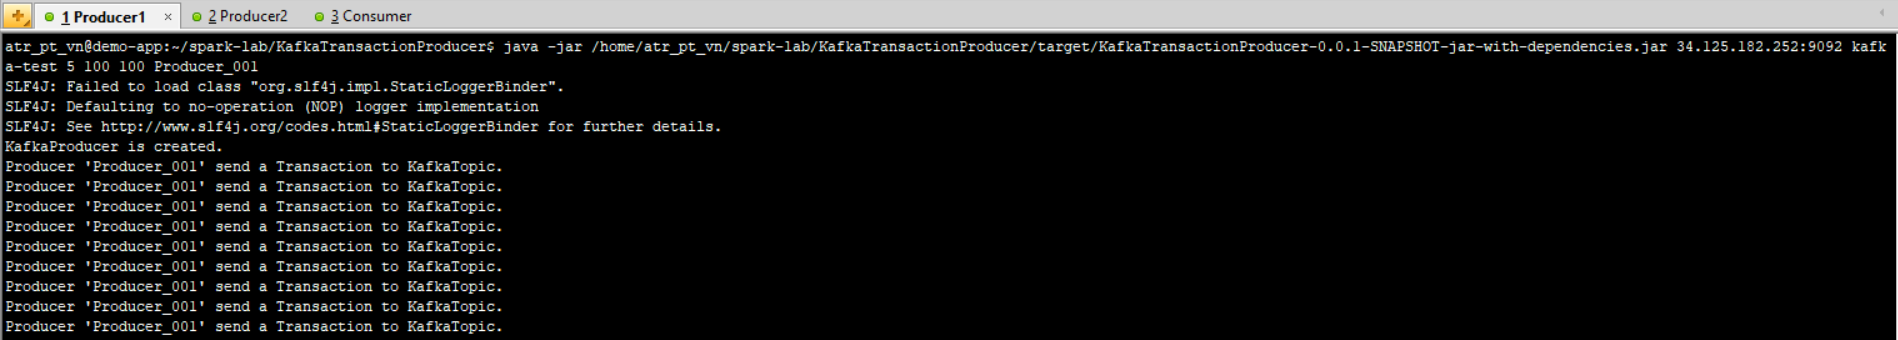 1 Producer1 × 2 Producer2 3 Consumer
atr_pt_vn@demo-app:~/spark-lab/KafkaTransactionProducer$ java -jar /home/atr_pt_vn/spark-lab/KafkaTransactionProducer/target/KafkaTransactionProducer-0.0.1-SNAPSHOT-jar-with-dependencies.jar 34.125.182.252:9092 kafk
a-test 5 100 100 Producer_001
SLF4J: Failed to load class "org.slf4j.impl.StaticLoggerBinder".
SLF4J: Defaulting to no-operation (NOP) logger implementation
SLF4J: See http://www.slf4j.org/codes.html#StaticLoggerBinder for further details.
KafkaProducer is created.
Producer 'Producer_001' send a Transaction to KafkaTopic.
Producer 'Producer_001' send a Transaction to KafkaTopic.
Producer 'Producer_001' send a Transaction to KafkaTopic.
Producer 'Producer_001' send a Transaction to KafkaTopic.
Producer 'Producer_001' send a Transaction to KafkaTopic.
Producer 'Producer_001' send a Transaction to KafkaTopic.
Producer 'Producer_001' send a Transaction to KafkaTopic.
Producer 'Producer_001' send a Transaction to KafkaTopic.
Producer 'Producer_001' send a Transaction to KafkaTopic.